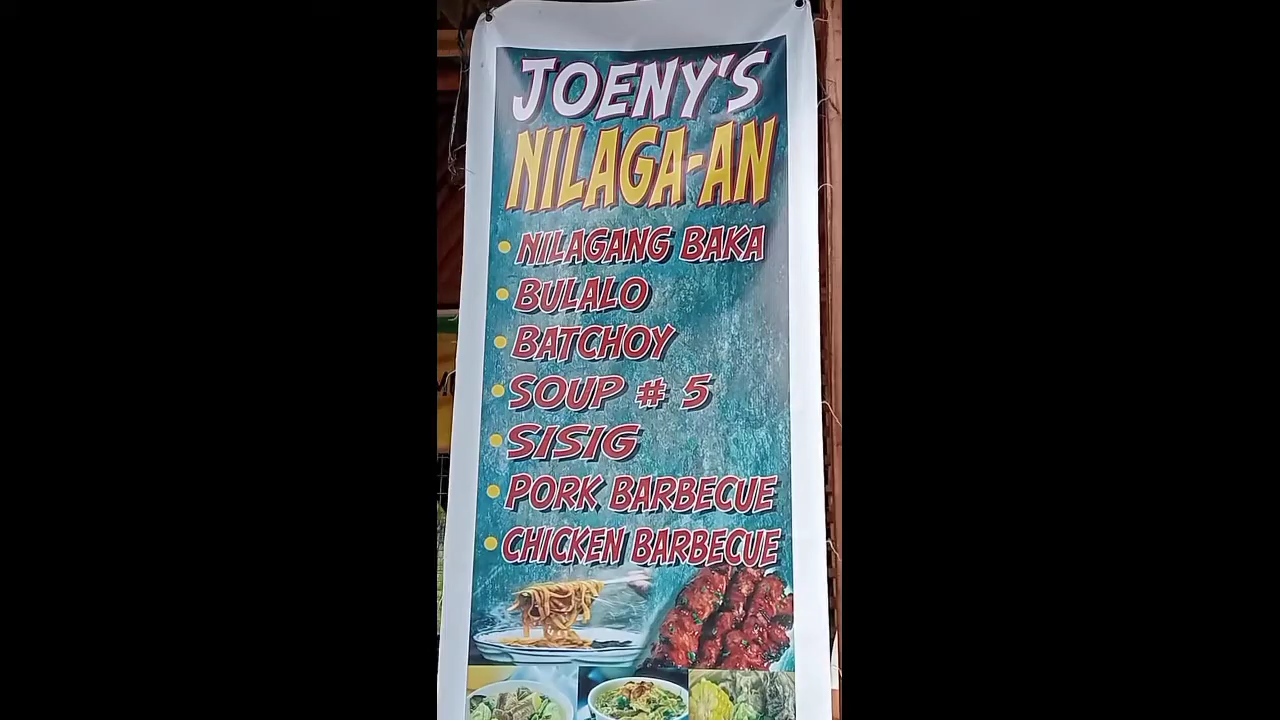 JOENY'S
NILAGA-AN
• NILAGANG BAKA
• BULALO
• BATCHOY
• SOUP # 5
• SISIG
• PORK BARBECUE
• CHICKEN BARBECUE